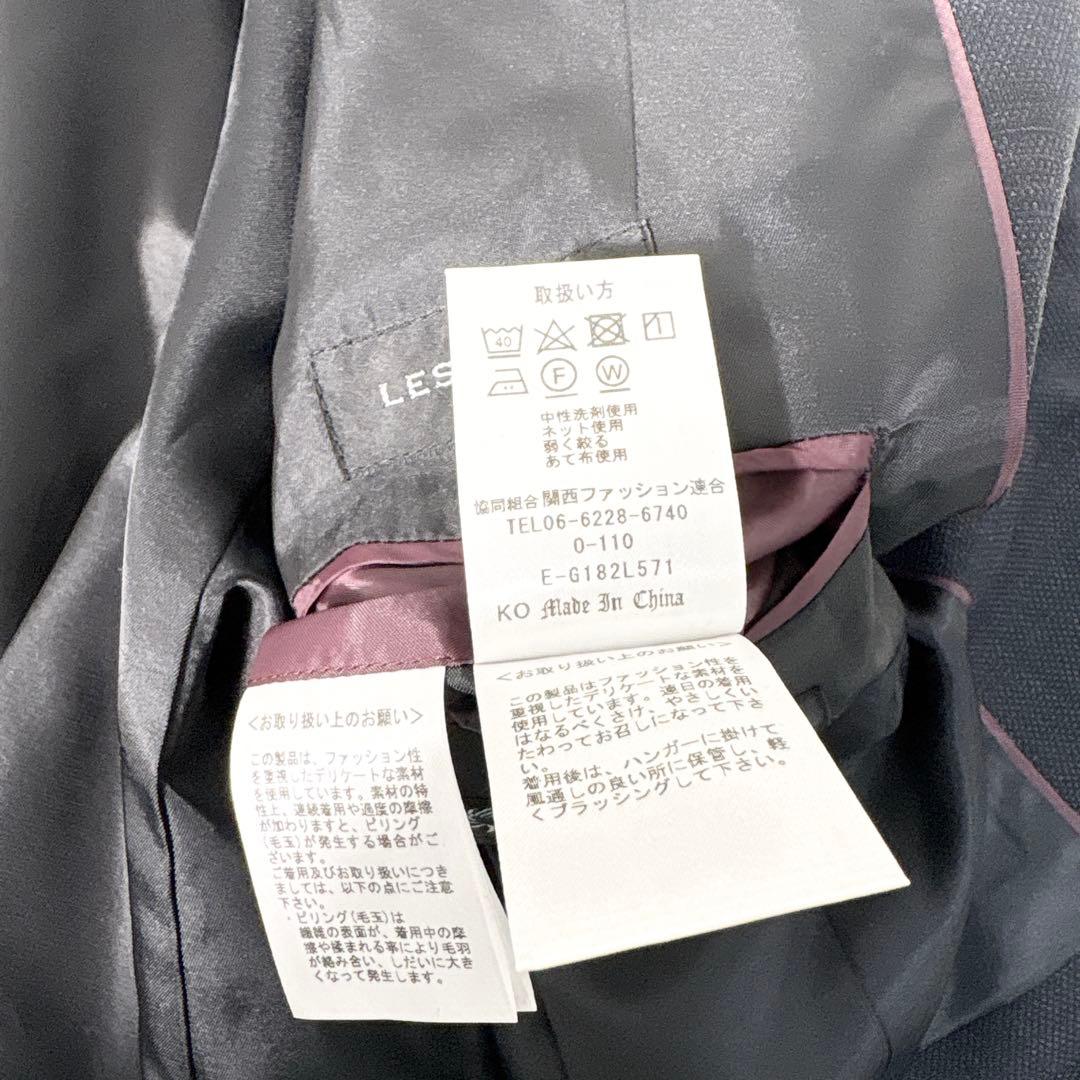 取扱い方
40
F
W
1
LES
中性洗剤使用
ネット使用
弱く絞る
あて布使用
協同組合関西ファッション連合
TEL06-6228-6740
0-110
E-G182L571
KO Made In China
<お取り扱い上のお願い>
この製品はファッション性を
重視したデリケートな素材を
使用しています。連日の着用
はなるべくさけ、やさしくい
たわってお召しになって下さ
い。
着用後は、ハンガーに掛けて
風通しの良い所に保管し、軽
くブラッシングして下さい。
<お取り扱い上のお願い>
この製品は、ファッション性
を重視したデリケートな素材
を使用しています。素材の特
性上、連続着用や過度の摩擦
が加わりますと、ピリング
(毛玉)が発生する場合がご
ざいます。
ご着用及びお取り扱いにつき
ましては、以下の点にご注意
下さい。
・ピリング(毛玉)は
繊維の表面が、着用中の摩
擦や揉まれる事により毛羽
が絡み合い、しだいに大き
くなって発生します。